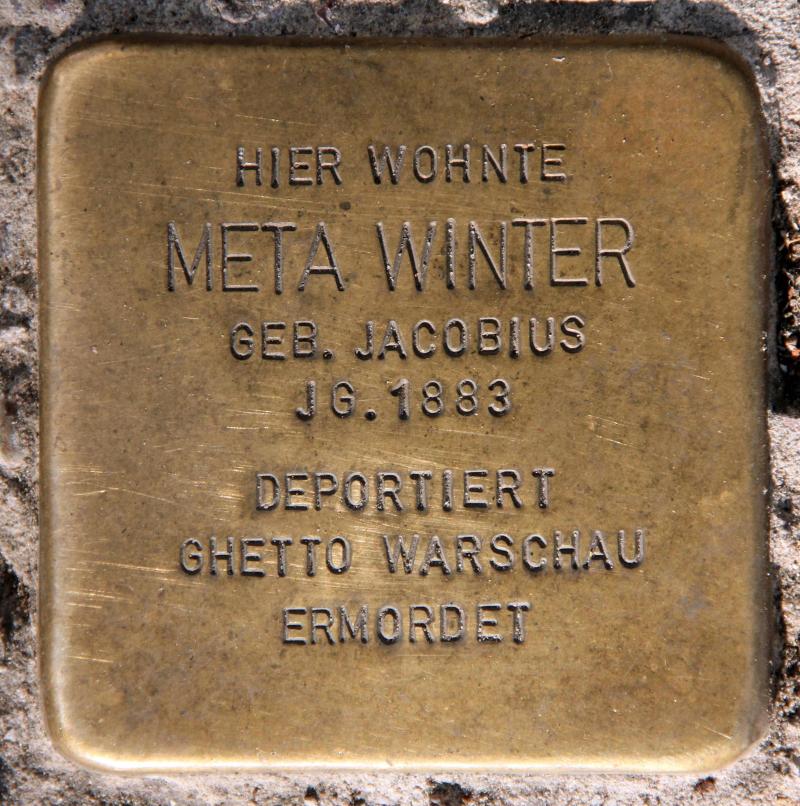 HIER WOHNTE
META WINTER
GEB. JACOBIUS
JG. 1883
DEPORTIERT
GHETTO WARSCHAU
ERMORDET